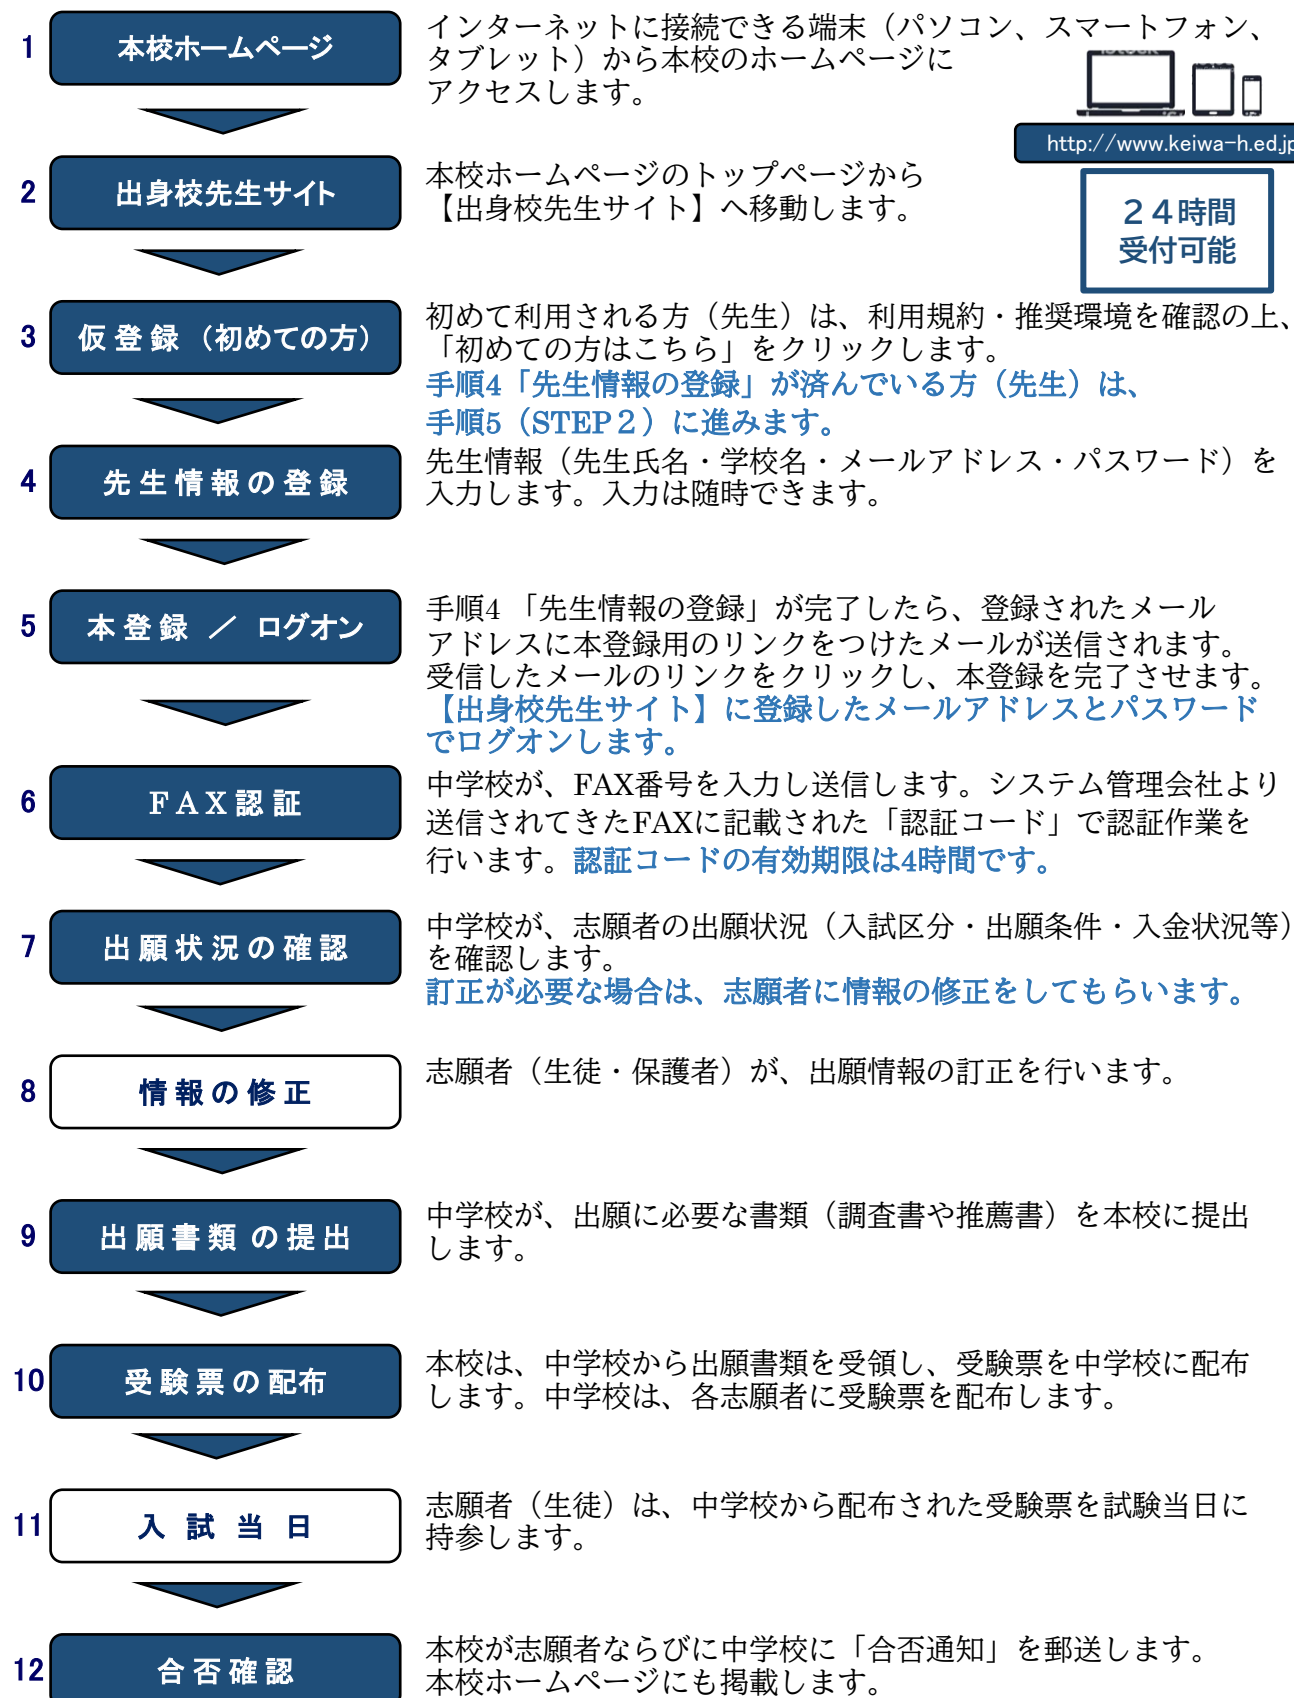 1
本校ホームページ
インターネットに接続できる端末（パソコン、スマートフォン、
タブレット）から本校のホームページに
アクセスします。
http://www.keiwa-h.ed.jp
2
出身校先生サイト
本校ホームページのトップページから
【出身校先生サイト】へ移動します。
２４時間
受付可能
3
仮 登 録 （初めての方）
初めて利用される方（先生）は、利用規約・推奨環境を確認の上、
「初めての方はこちら」をクリックします。
手順4「先生情報の登録」が済んでいる方（先生）は、
手順5（STEP２）に進みます。
4
先 生 情 報 の 登 録
先生情報（先生氏名・学校名・メールアドレス・パスワード）を
入力します。入力は随時できます。
5
本 登 録 ／ ログオン
手順4 「先生情報の登録」が完了したら、登録されたメール
アドレスに本登録用のリンクをつけたメールが送信されます。
受信したメールのリンクをクリックし、本登録を完了させます。
【出身校先生サイト】に登録したメールアドレスとパスワード
でログオンします。
6
ＦＡＸ認 証
中学校が、FAX番号を入力し送信します。システム管理会社より
送信されてきたFAXに記載された「認証コード」で認証作業を
行います。認証コードの有効期限は4時間です。
7
出 願 状 況 の 確 認
中学校が、志願者の出願状況（入試区分・出願条件・入金状況等）
を確認します。
訂正が必要な場合は、志願者に情報の修正をしてもらいます。
8
情 報 の 修 正
志願者（生徒・保護者）が、出願情報の訂正を行います。
9
出 願 書 類 の 提 出
中学校が、出願に必要な書類（調査書や推薦書）を本校に提出
します。
10
受 験 票 の 配布
本校は、中学校から出願書類を受領し、受験票を中学校に配布
します。中学校は、各志願者に受験票を配布します。
11
入 試 当 日
志願者（生徒）は、中学校から配布された受験票を試験当日に
持参します。
12
合 否 確 認
本校が志願者ならびに中学校に「合否通知」を郵送します。
本校ホームページにも掲載します。